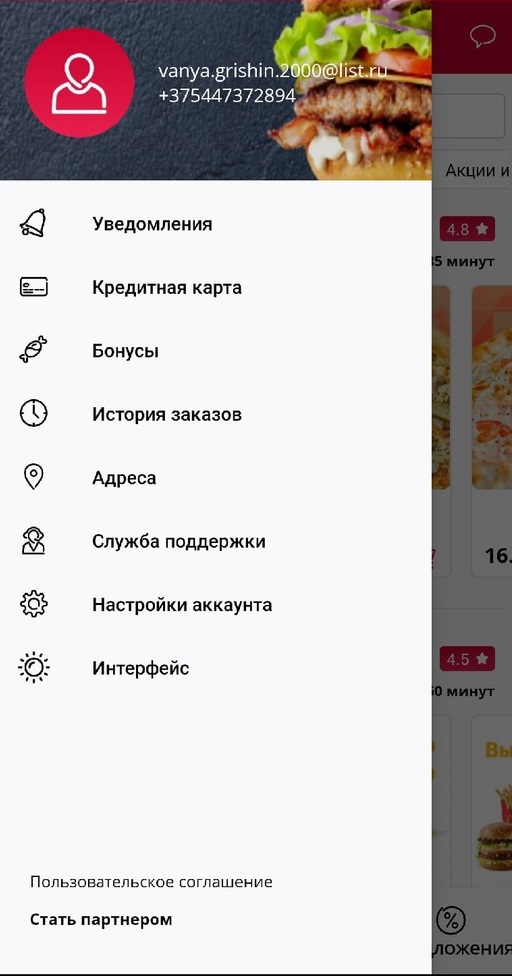 vanya.grishin.2000@list.ru
+375447372894
Акции и
4.8
Уведомления
35 минут
Кредитная карта
Бонусы
История заказов
Адреса
Служба поддержки
16.
Настройки аккаунта
4.5
Интерфейс
минут
Вы
Пользовательское соглашение
Стать партнером
ложения